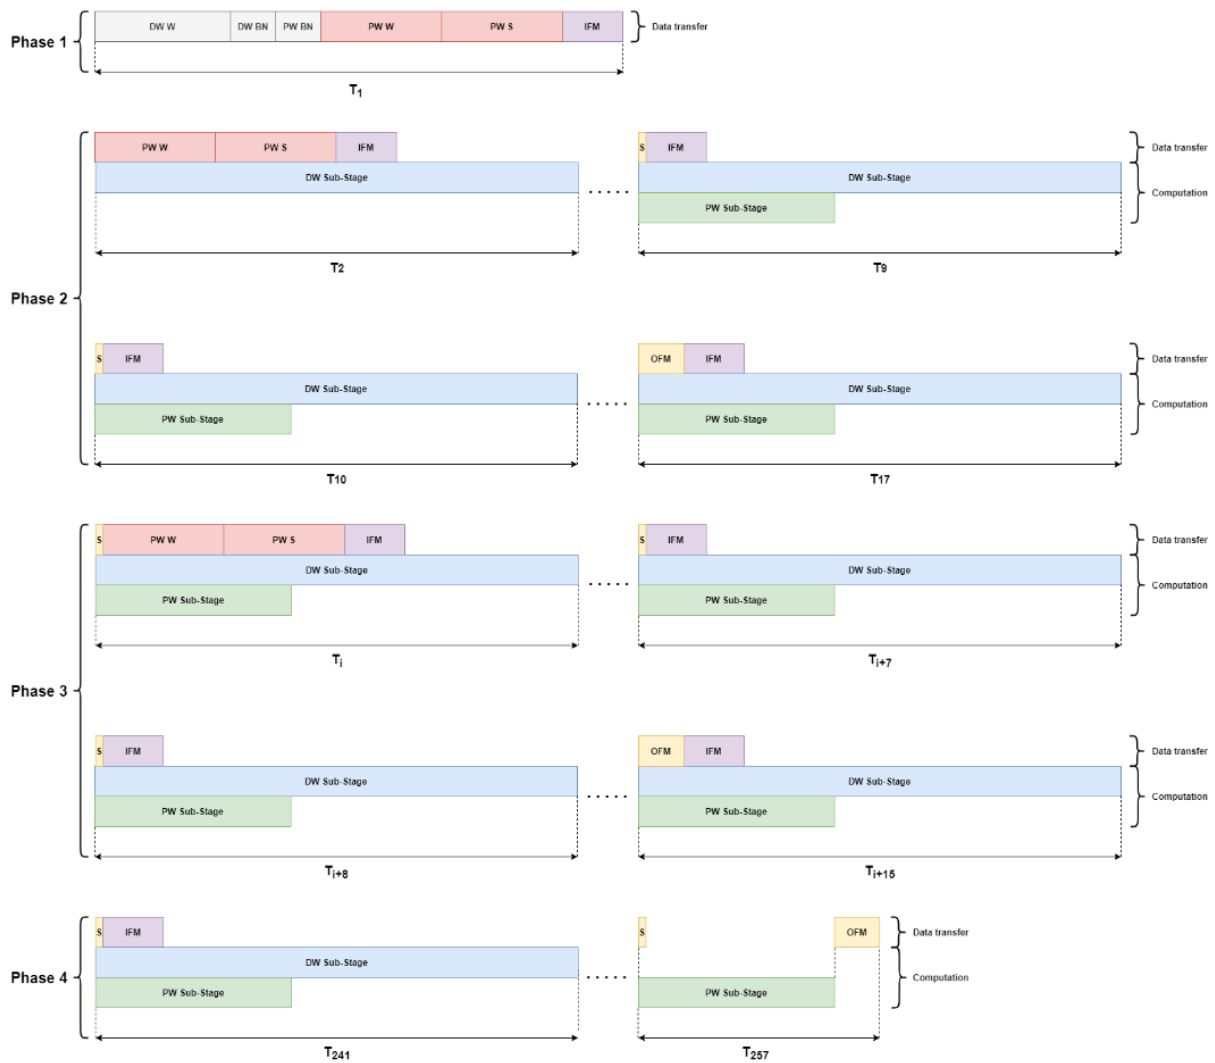 DW W DW BN PW BN PW W PW S IFM Data transfer
Phase 1
T1
PW W PW S IFM S IFM Data transfer
DW Sub-Stage DW Sub-Stage Computation
. . . . .
PW Sub-Stage
T2 T9
Phase 2
S IFM OFM IFM Data transfer
DW Sub-Stage DW Sub-Stage Computation
. . . . .
PW Sub-Stage PW Sub-Stage
T10 T17
S PW W PW S IFM S IFM Data transfer
DW Sub-Stage DW Sub-Stage Computation
. . . . .
PW Sub-Stage PW Sub-Stage
Ti Ti+7
Phase 3
S IFM OFM IFM Data transfer
DW Sub-Stage DW Sub-Stage Computation
. . . . .
PW Sub-Stage PW Sub-Stage
Ti+8 Ti+15
S IFM S OFM Data transfer
DW Sub-Stage
Phase 4 . . . . . Computation
PW Sub-Stage PW Sub-Stage
T241 T257